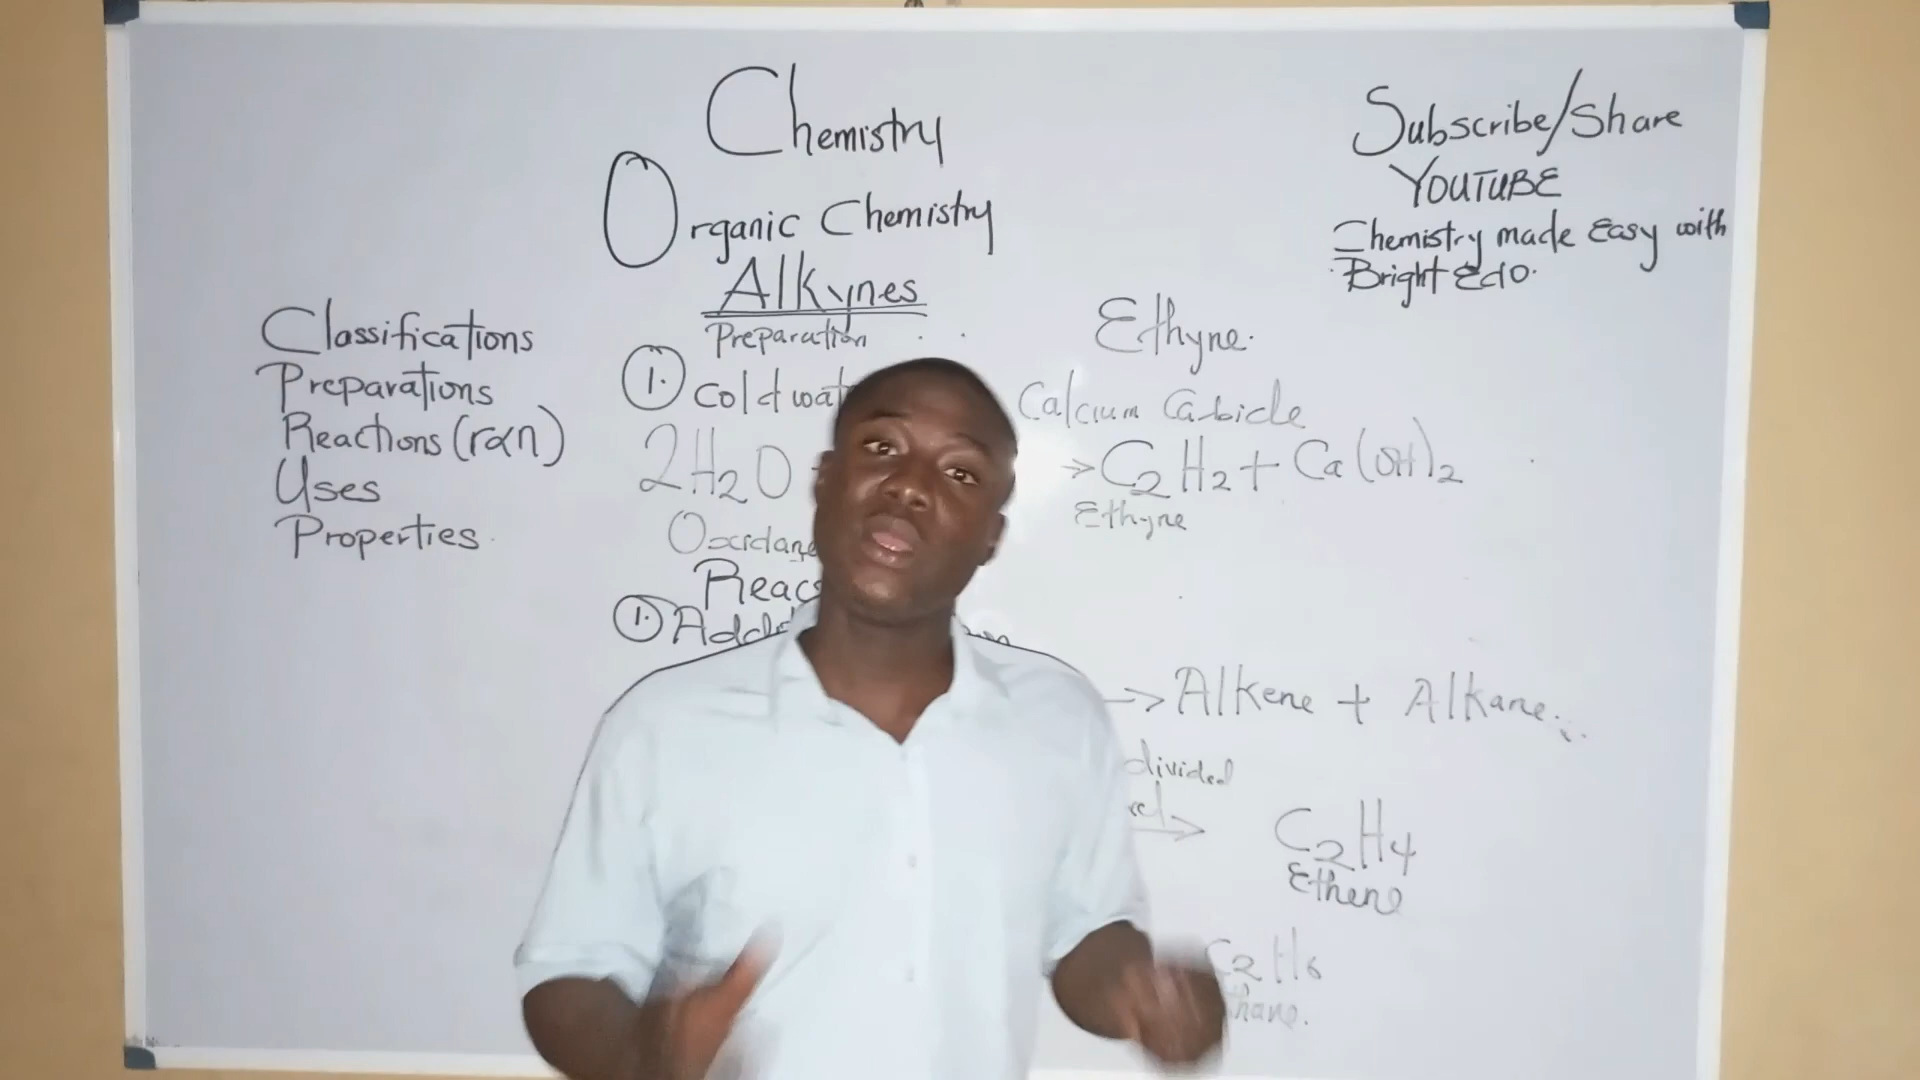 Chemistry
Organic Chemistry
Alkynes
Preparation
Subscribe/Share
YOUTUBE
Chemistry made Easy with
Bright Edo.
Classifications
Preparations
Reactions (rxn)
Uses
Properties.
Ethyne.
1. Cold wat
Calcium Carbide
2H2O + → C2H2 + Ca(OH)2
Oxidane
Ethyne
Reac
1. Add
→ Alkene + Alkane.
divided
→ C2H4
Ethene
C2H6
thane.